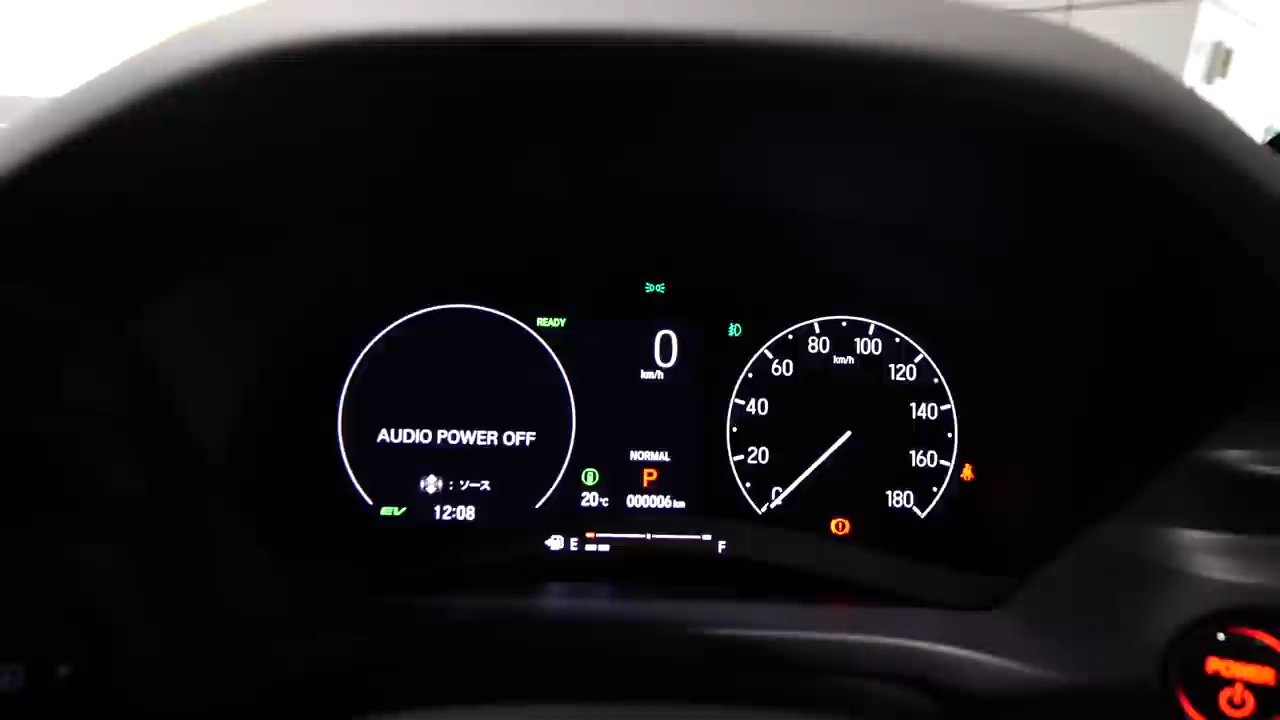 READY
0
km/h
AUDIO POWER OFF
: ソース
EV
12:08
NORMAL
P
20℃
000006 km
E
F
0
20
40
60
80
100
120
140
160
180
km/h
POWER